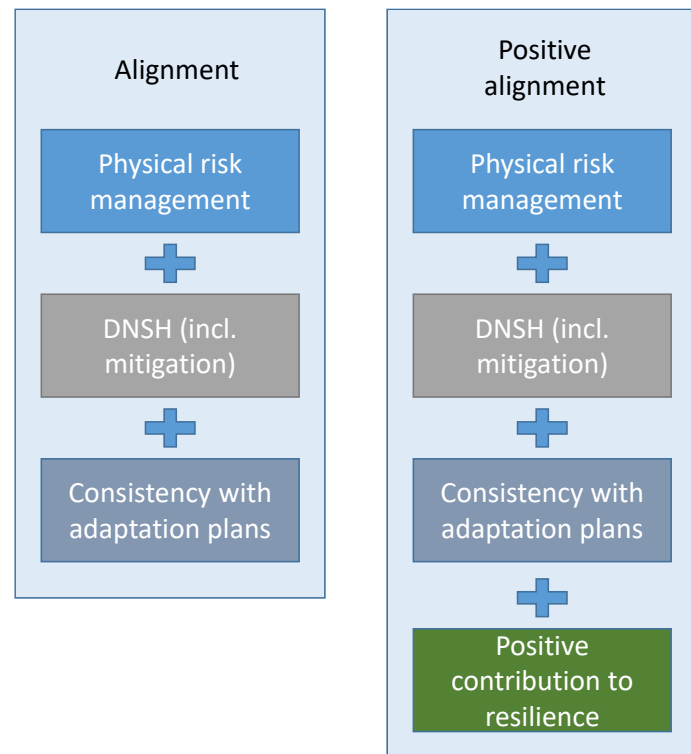 Alignment
Physical risk
management
DNSH (incl.
mitigation)
Consistency with
adaptation plans
Positive
alignment
Physical risk
management
DNSH (incl.
mitigation)
Consistency with
adaptation plans
Positive
contribution to
resilience